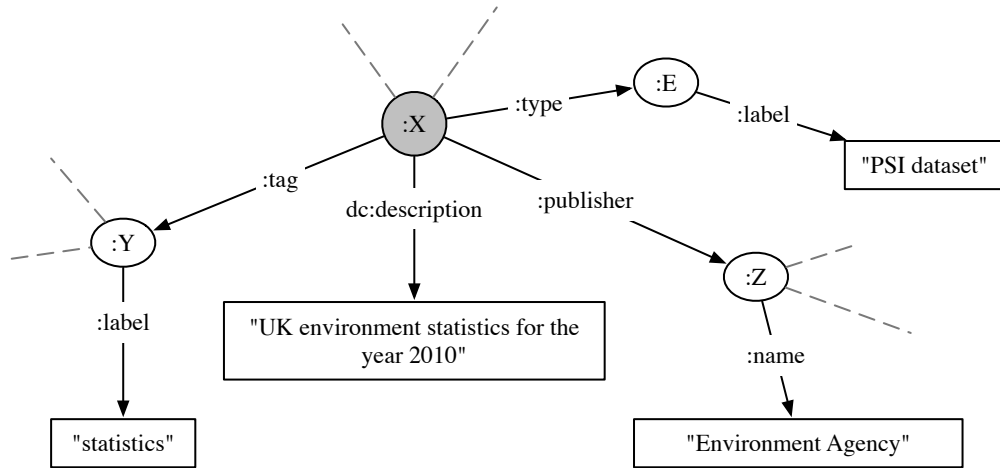 :E
:X
:type
:label
"PSI dataset"
:tag
dc:description
:publisher
:Y
:Z
:label
"UK environment statistics for the
year 2010"
:name
"statistics"
"Environment Agency"